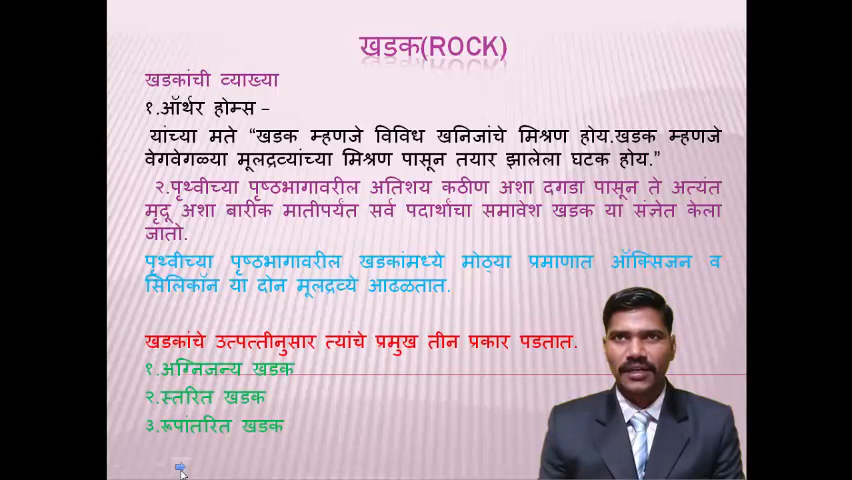 खडक(ROCK)
खडकांची व्याख्या
१.ऑर्थर होम्स –
यांच्या मते “खडक म्हणजे विविध खनिजांचे मिश्रण होय.खडक म्हणजे
वेगवेगळ्या मूलद्रव्यांच्या मिश्रण पासून तयार झालेला घटक होय.”
२.पृथ्वीच्या पृष्ठभागावरील अतिशय कठीण अशा दगडा पासून ते अत्यंत
मृदू अशा बारीक मातीपर्यंत सर्व पदार्थांचा समावेश खडक या संज्ञेत केला
जातो.
पृथ्वीच्या पृष्ठभागावरील खडकांमध्ये मोठ्या प्रमाणात ऑक्सिजन व
सिलिकॉन या दोन मूलद्रव्ये आढळतात.
खडकांचे उत्पत्तीनुसार त्यांचे प्रमुख तीन प्रकार पडतात.
१.अग्निजन्य खडक
२.स्तरित खडक
३.रूपांतरित खडक